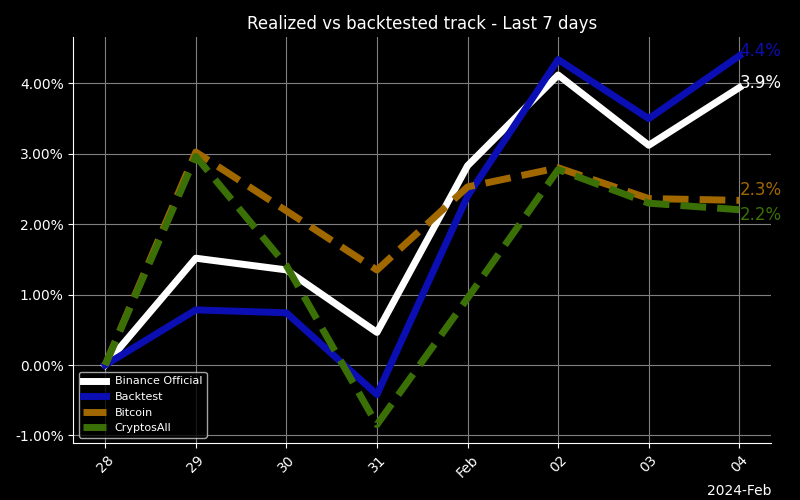 Realized vs backtested track - Last 7 days
4.4%
4.00%
3.9%
3.00%
2.3%
2.00%
2.2%
1.00%
0.00%
Binance Official
Backtest
Bitcoin
CryptosAll
-1.00%
28 29 30 31 Feb 02 03 04
2024-Feb